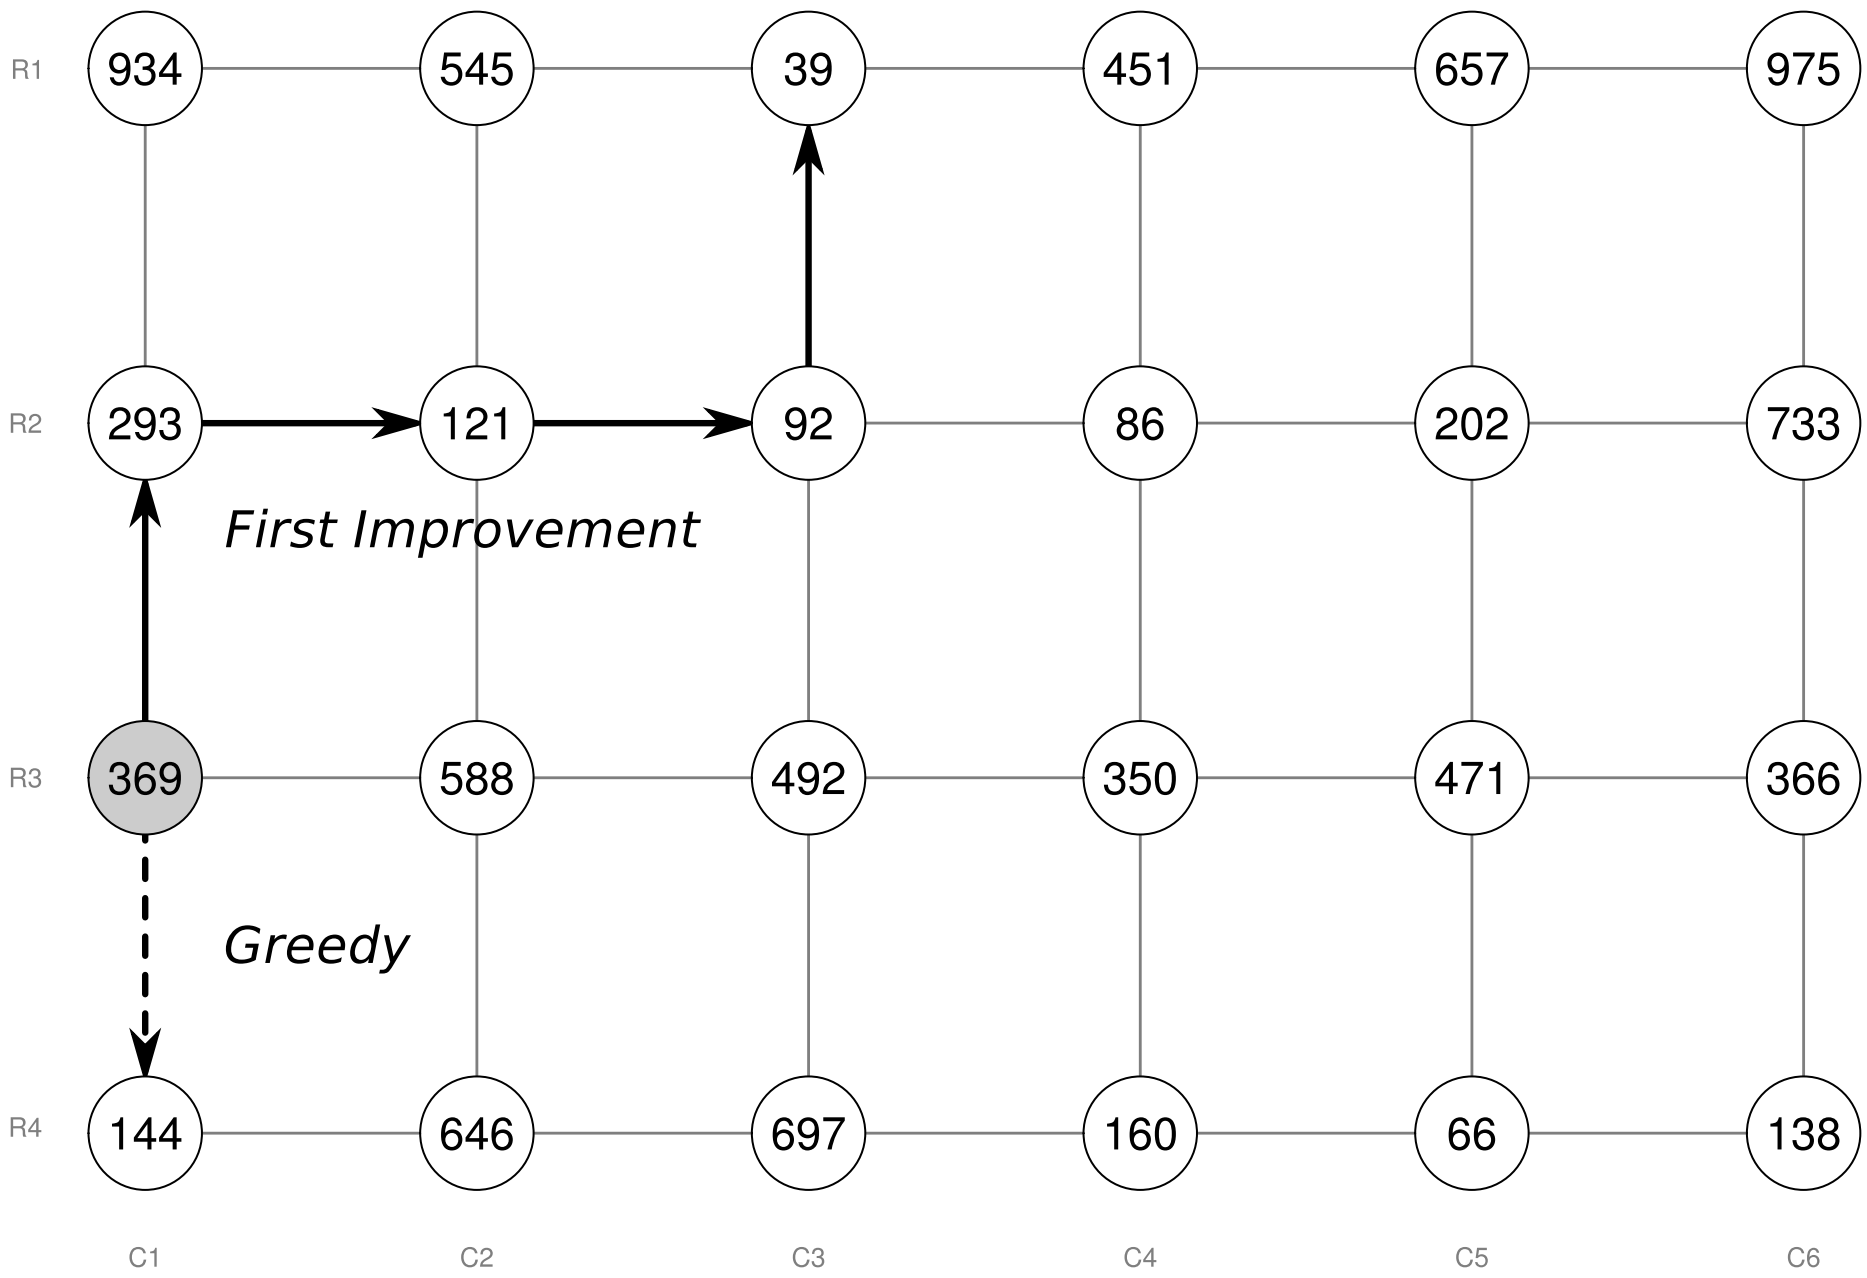 R1 934 545 39 451 657 975
R2 293 121 92 86 202 733
First Improvement
R3 369 588 492 350 471 366
Greedy
R4 144 646 697 160 66 138
C1 C2 C3 C4 C5 C6